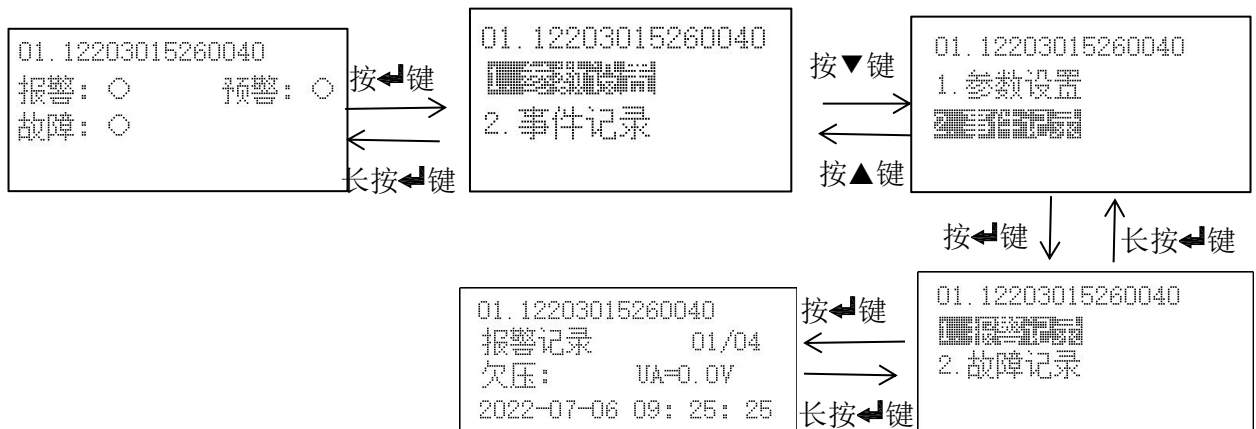 01.12203015260040
报警: ○ 预警: ○
故障: ○
按↵键
长按↵键
01.12203015260040
1.参数设置
2.事件记录
按▼键
按▲键
01.12203015260040
1.参数设置
2.事件记录
按↵键
长按↵键
01.12203015260040
1.报警记录
2.故障记录
按↵键
长按↵键
01.12203015260040
报警记录 01/04
欠压: UA=0.0V
2022-07-06 09: 25: 25